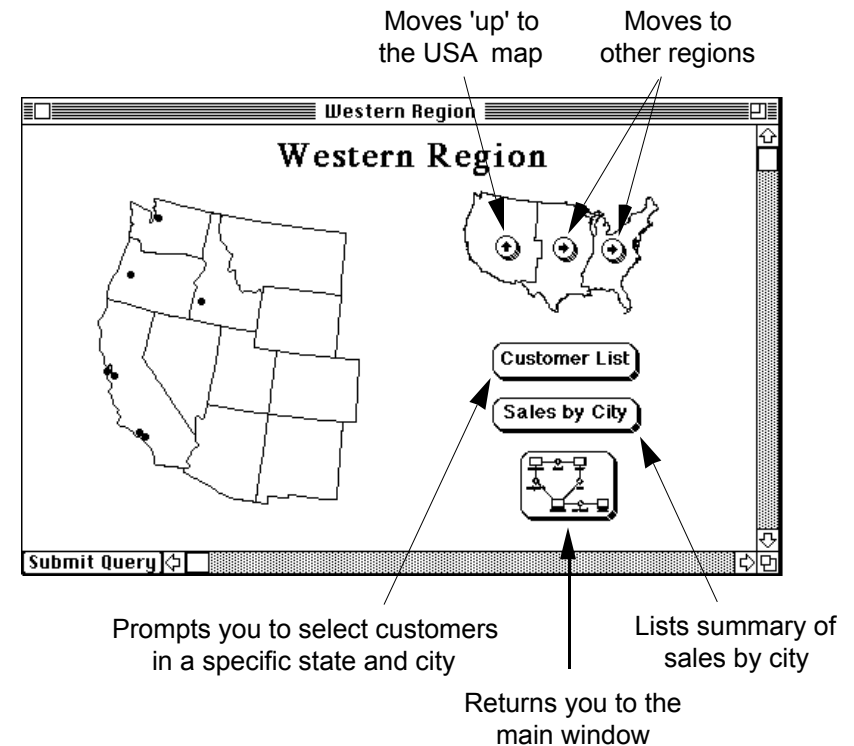 Moves 'up' to
the USA map
Moves to
other regions
Western Region
Western Region
Customer List
Sales by City
Submit Query
Prompts you to select customers
in a specific state and city
Lists summary of
sales by city
Returns you to the
main window